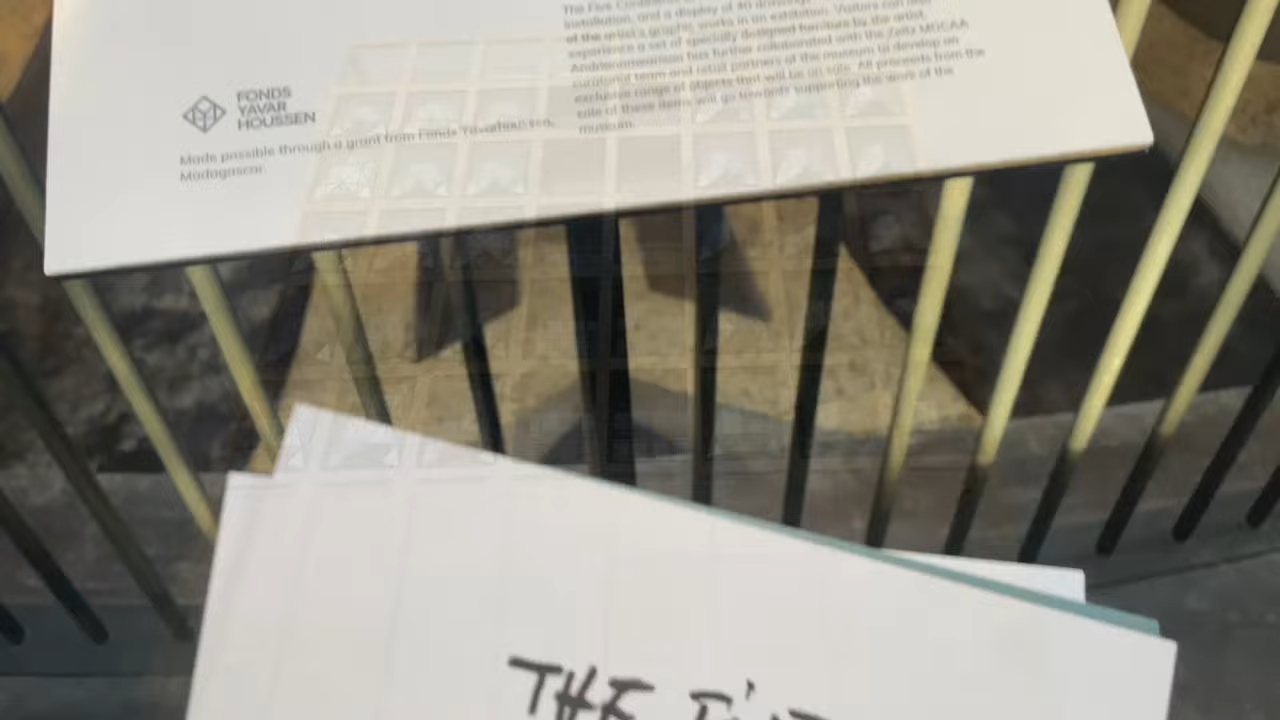 The Five Continents
installation, and a display of 40 drawings
of the artist's graphic works in an exhibition. Visitors can also
experience a set of specially designed furniture by the artist.
Andrianomearisoa has further collaborated with the Zeitz MOCAA
curatorial team and retail partners of the museum to develop an
exclusive range of objects that will be on sale. All proceeds from the
sale of these items will go towards supporting the work of the
museum.
FONDS
YAVAR
HOUSSEN
Made possible through a grant from Fonds Yavarhoussen,
Madagascar.
THE